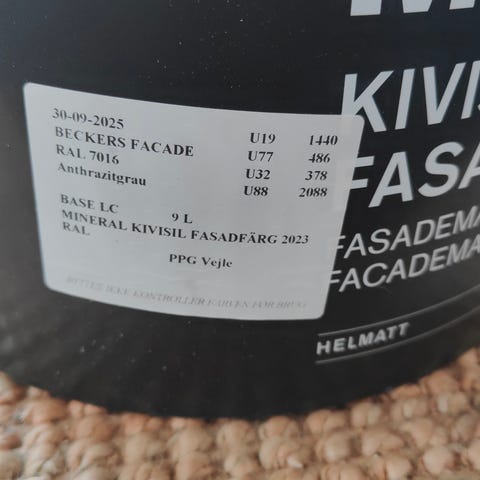 30-09-2025
BECKERS FACADE U19 1440
RAL 7016 U77 486
Anthrazitgrau U32 378
U88 2088
BASE LC 9 L
MINERAL KIVISIL FASADFÄRG 2023
RAL
PPG Vejle
KIVIS
FASA
FASADEMA
FACADEMA
HELMATT